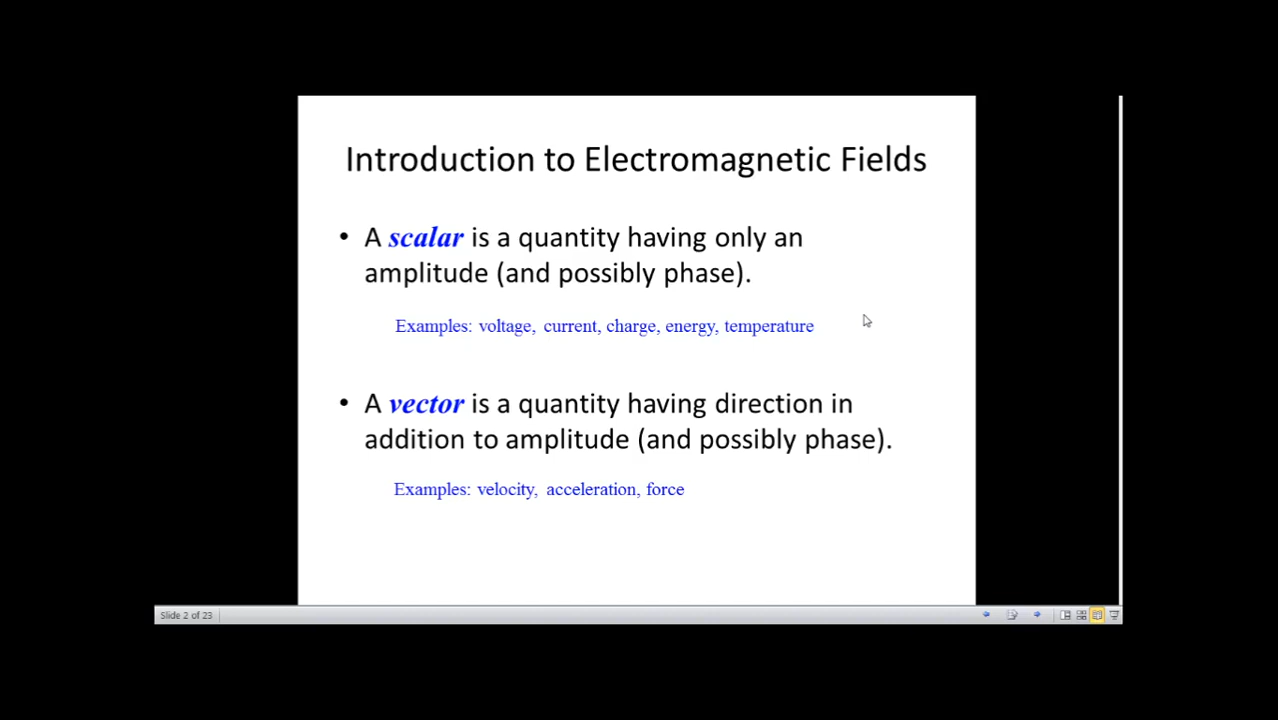 Introduction to Electromagnetic Fields
• A scalar is a quantity having only an
amplitude (and possibly phase).
Examples: voltage, current, charge, energy, temperature
• A vector is a quantity having direction in
addition to amplitude (and possibly phase).
Examples: velocity, acceleration, force
Slide 2 of 23